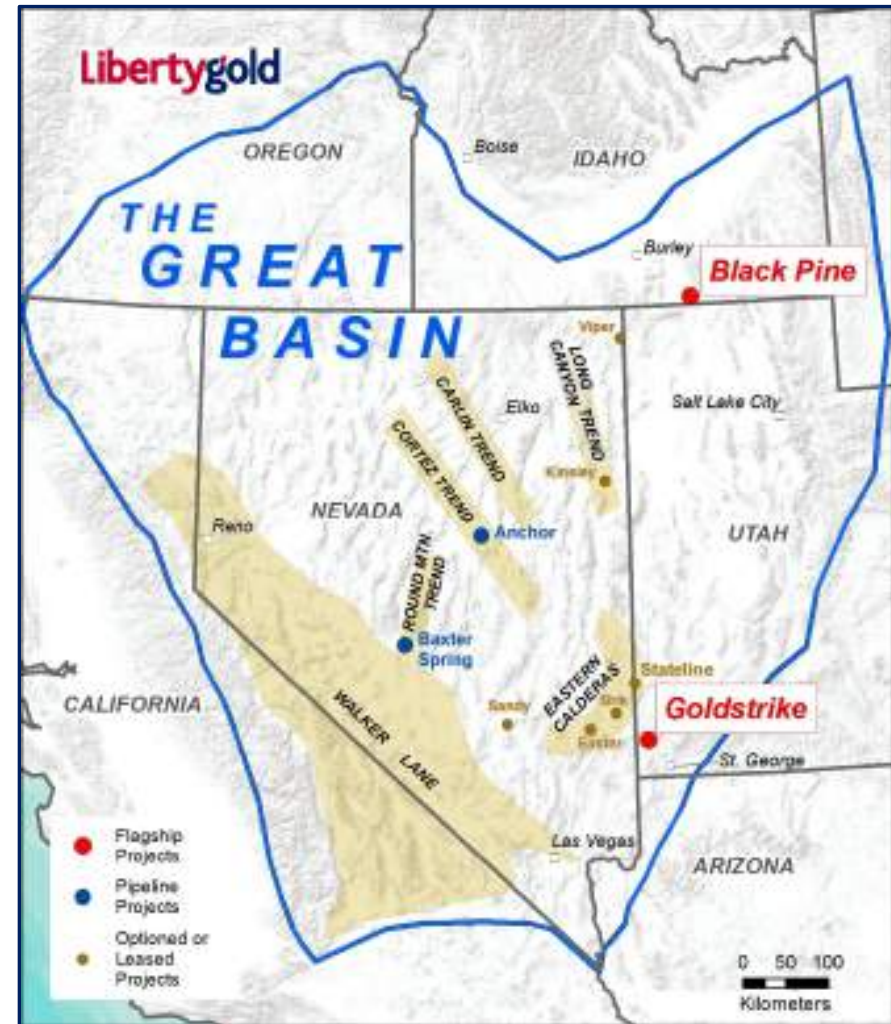 Libertygold
OREGON
Boise
IDAHO
THE
GREAT
BASIN
Burley
Black Pine
Viper
LONG
CANYON TREND
CARLIN TREND
Elko
Salt Lake City
CORTEZ TREND
Kinsley
NEVADA
Reno
Anchor
UTAH
ROUND MTN.
TREND
Baxter
Spring
EASTERN
CALDERAS
Stateline
CALIFORNIA
Sandy
Goldstrike
Easter
WALKER
LANE
St. George
Las Vegas
ARIZONA
Flagship
Projects
Pipeline
Projects
Optioned or
Leased
Projects
0 50 100
Kilometers